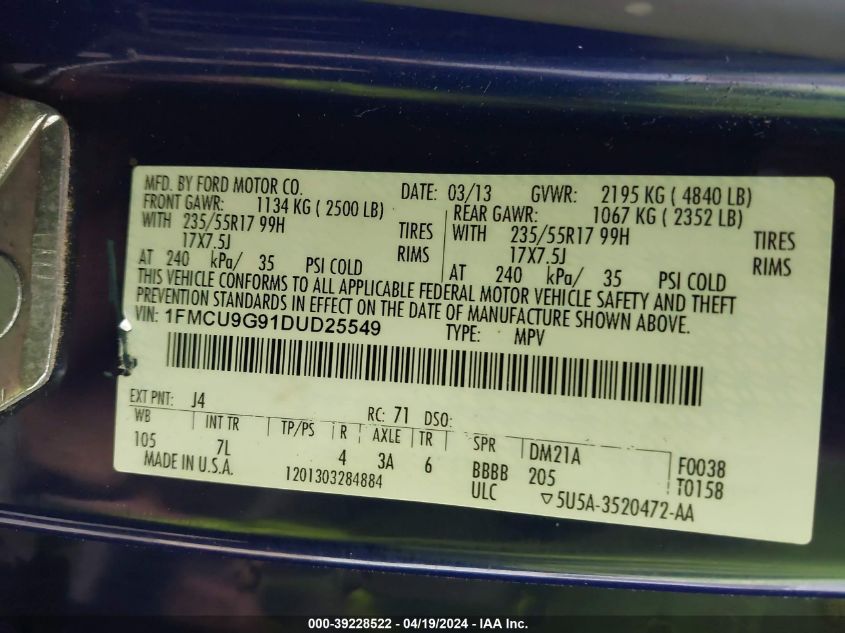 MFD. BY FORD MOTOR CO. DATE: 03/13 GVWR: 2195 KG ( 4840 LB)
FRONT GAWR: 1134 KG ( 2500 LB) REAR GAWR: 1067 KG ( 2352 LB)
WITH 235/55R17 99H TIRES WITH 235/55R17 99H TIRES
17X7.5J RIMS 17X7.5J RIMS
AT 240 kPa/ 35 PSI COLD AT 240 kPa/ 35 PSI COLD
THIS VEHICLE CONFORMS TO ALL APPLICABLE FEDERAL MOTOR VEHICLE SAFETY AND THEFT
PREVENTION STANDARDS IN EFFECT ON THE DATE OF MANUFACTURE SHOWN ABOVE.
VIN: 1FMCU9G91DUD25549 TYPE: MPV
EXT PNT: J4 RC: 71 DSO:
WB INT TR TP/PS R AXLE TR SPR DM21A F0038
105 7L 4 3A 6 BBBB 205 T0158
MADE IN U.S.A. 1201303284884 ULC ▽5U5A-3520472-AA
000-39228522 — 04/19/2024 — IAA Inc.